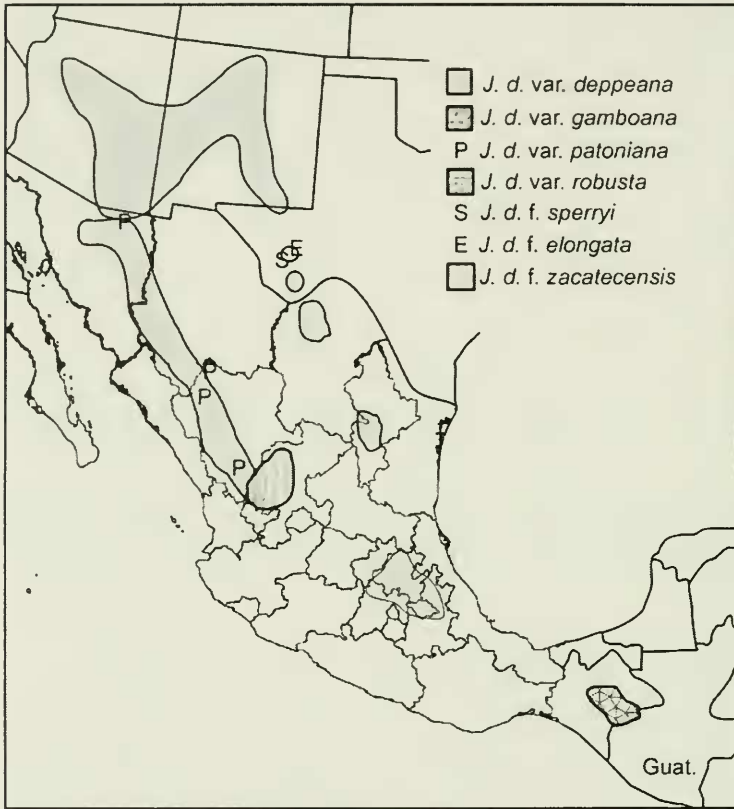 J. d. var. deppeana
J. d. var. gamboana
P J. d. var. patoniana
J. d. var. robusta
S J. d. f. sperryi
E J. d. f. elongata
J. d. f. zacatecensis
P
S E
P
P
Guat.